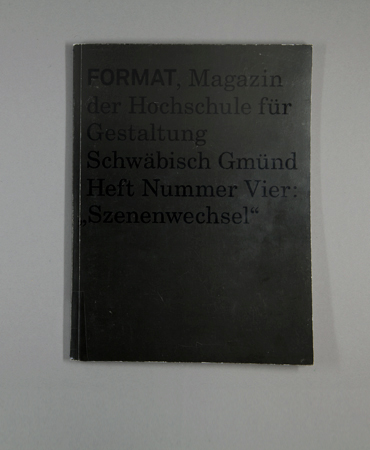 FORMAT, Magazin
der Hochschule für
Gestaltung
Schwäbisch Gmünd
Heft Nummer Vier:
„Szenenwechsel“